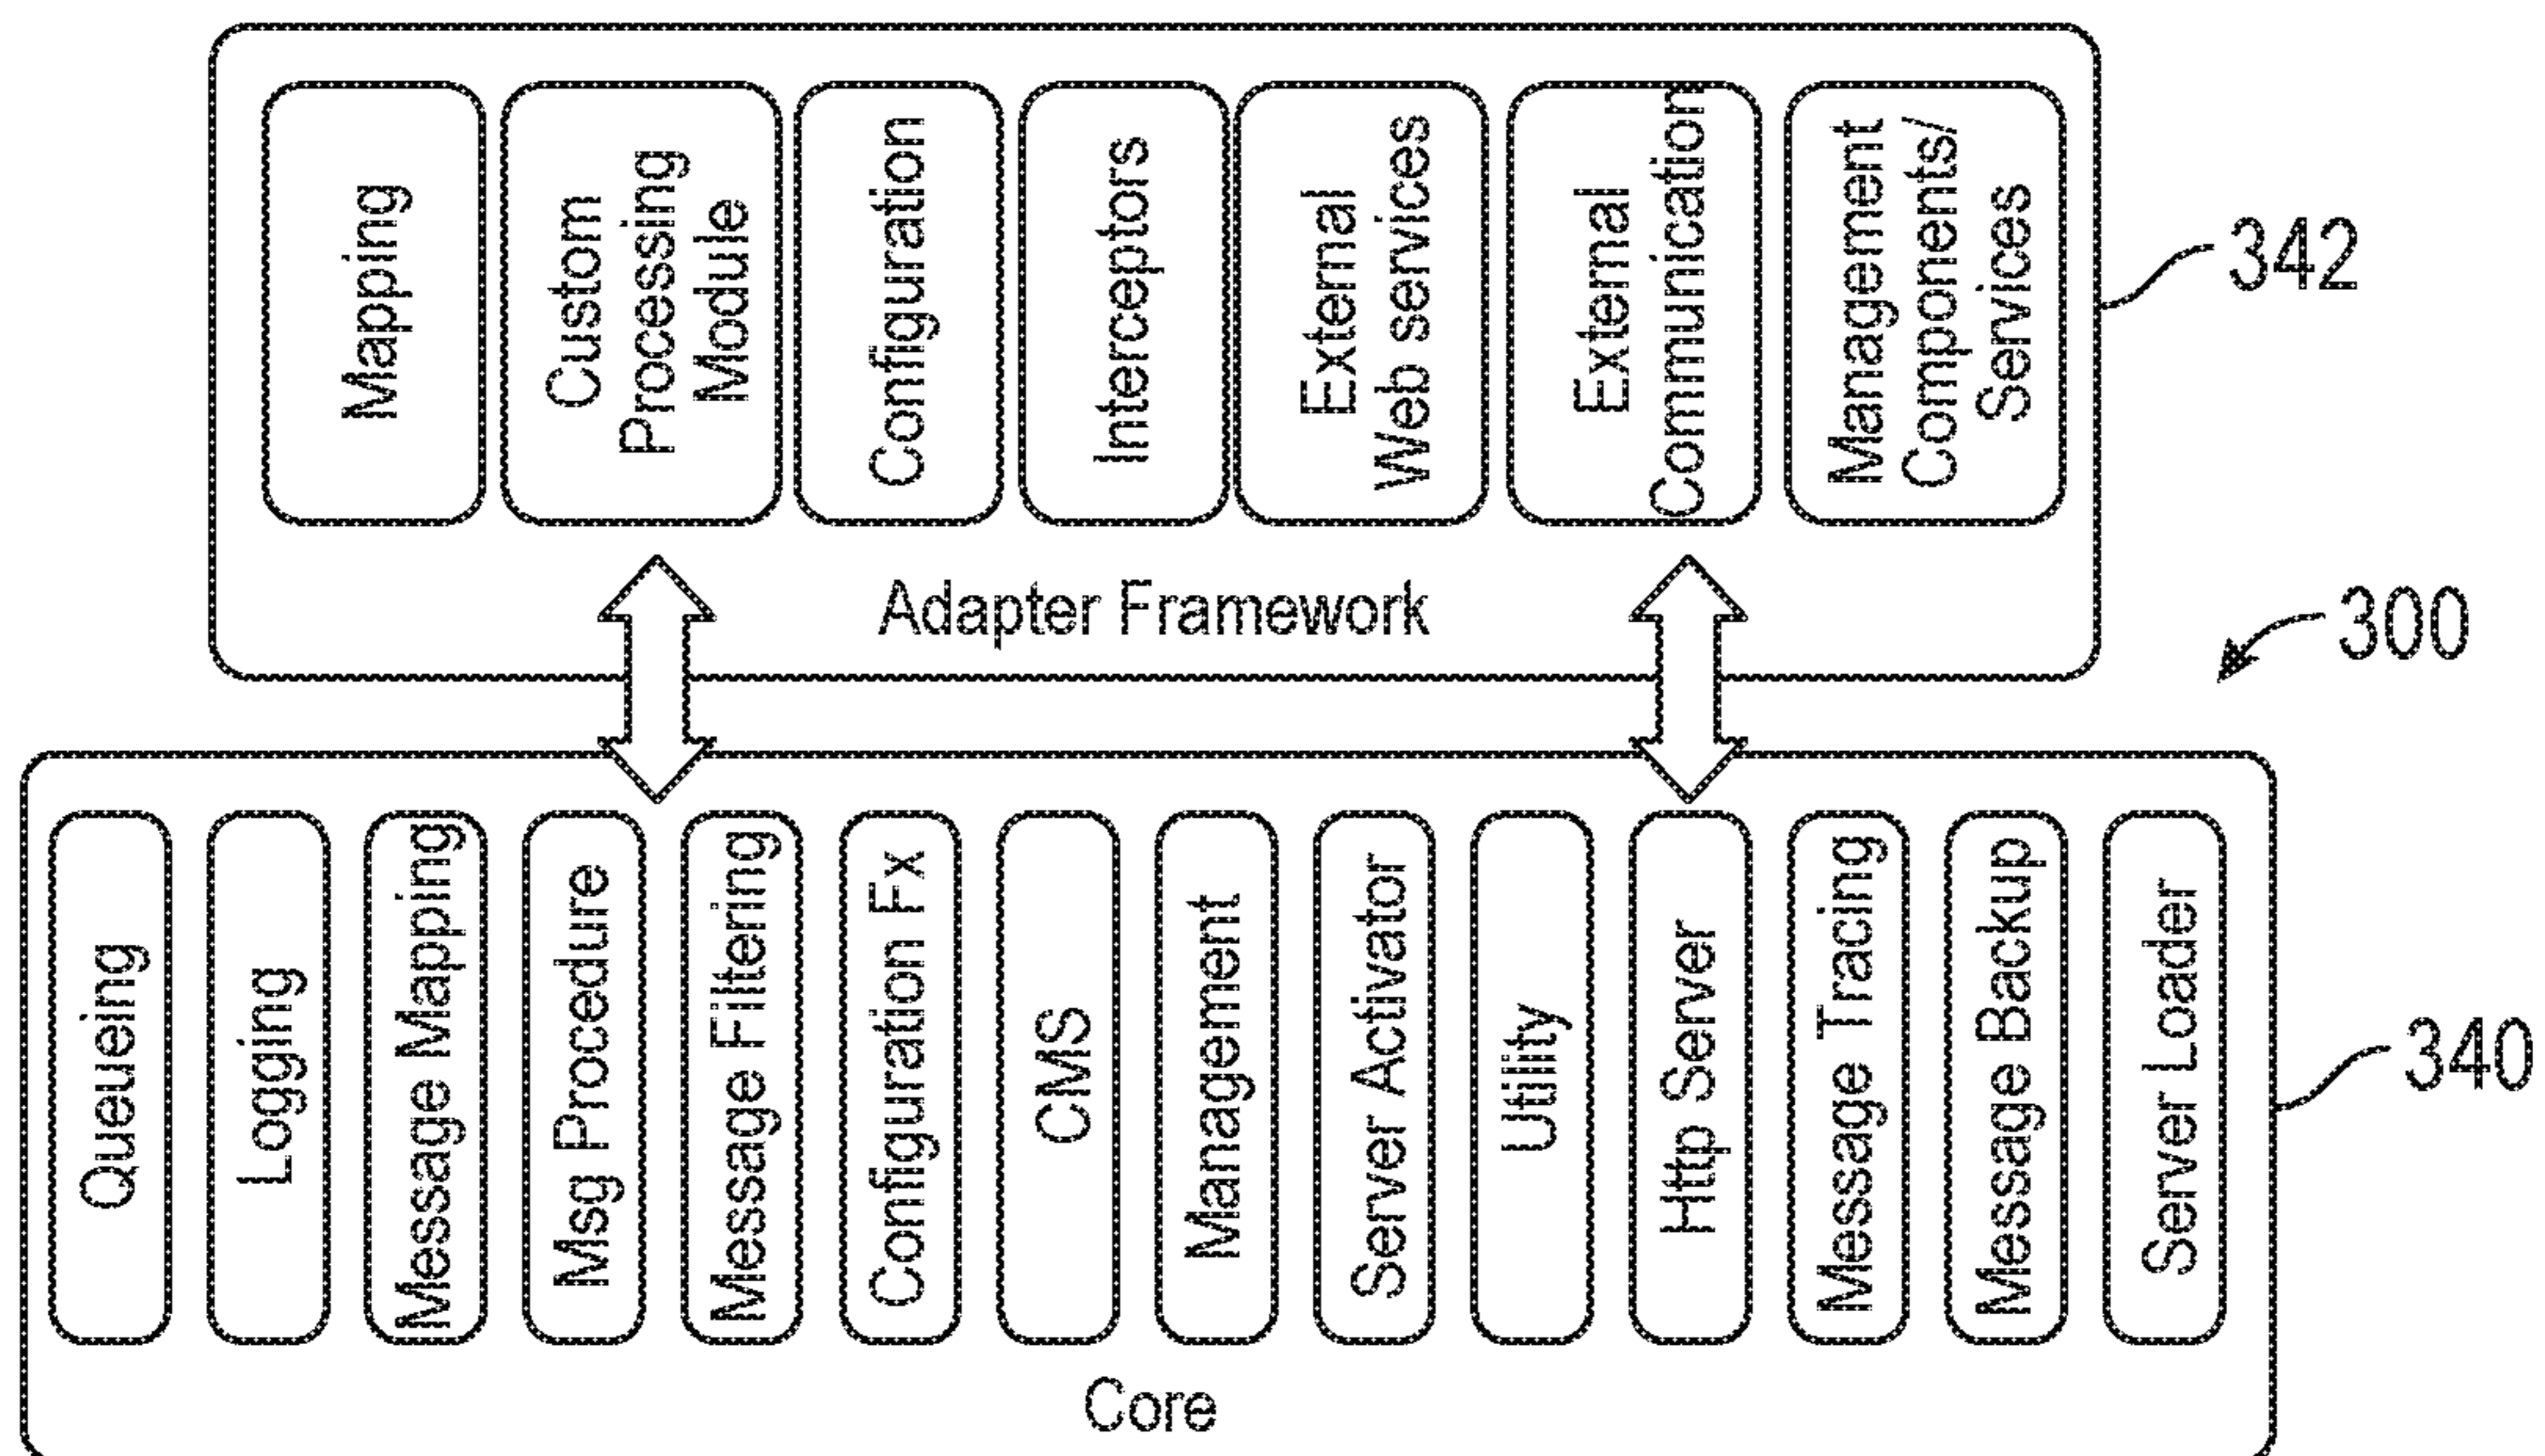 Mapping
Custom
Processing
Module
Configuration
Interceptors
External
Web services
External
Communication
Management
Components/
Services
342
Adapter Framework
300
Queueing
Logging
Message Mapping
Msg Procedure
Message Filtering
Configuration Fx
CMS
Management
Server Activator
Utility
Http Server
Message Tracing
Message Backup
Server Loader
340
Core